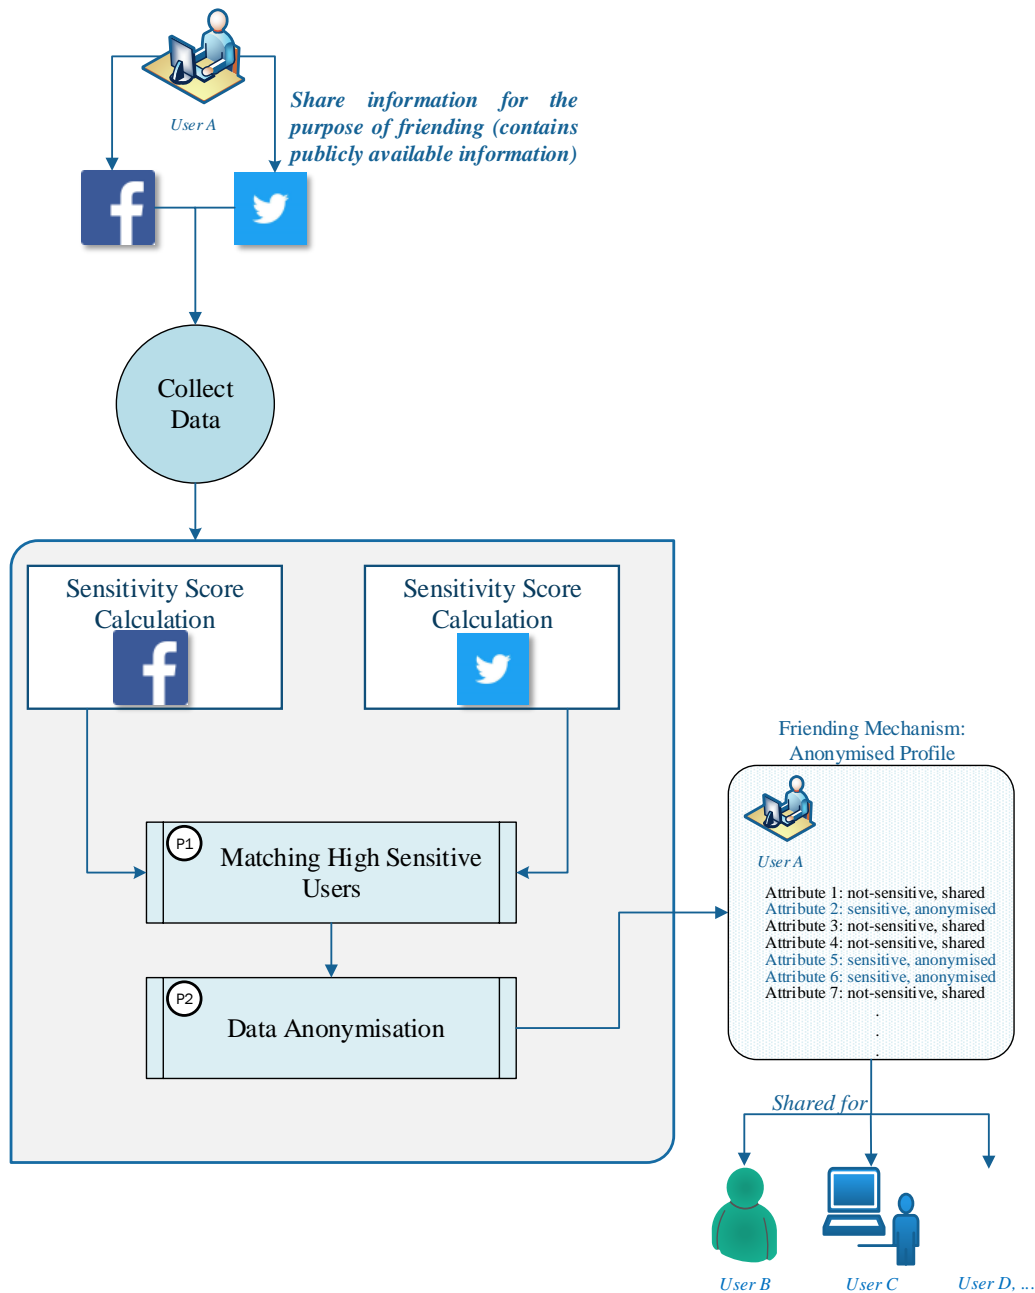 User A
Share information for the
purpose of friending (contains
publicly available information)
Collect
Data
Sensitivity Score
Calculation
Sensitivity Score
Calculation
P1
Matching High Sensitive
Users
P2
Data Anonymisation
Friending Mechanism:
Anonymised Profile
User A
Attribute 1: not-sensitive, shared
Attribute 2: sensitive, anonymised
Attribute 3: not-sensitive, shared
Attribute 4: not-sensitive, shared
Attribute 5: sensitive, anonymised
Attribute 6: sensitive, anonymised
Attribute 7: not-sensitive, shared
.
.
.
Shared for
User B
User C
User D, ...